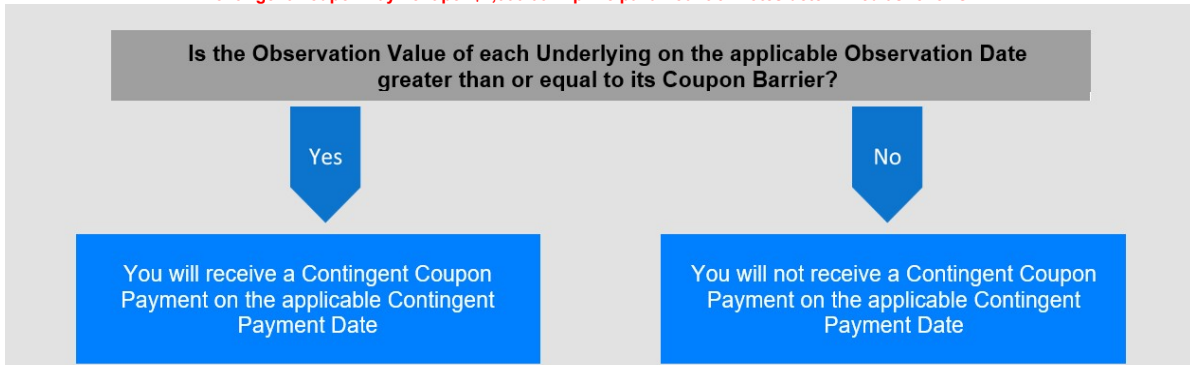 Is the Observation Value of each Underlying on the applicable Observation Date
greater than or equal to its Coupon Barrier?
Yes
No
You will receive a Contingent Coupon
Payment on the applicable Contingent
Payment Date
You will not receive a Contingent Coupon
Payment on the applicable Contingent
Payment Date